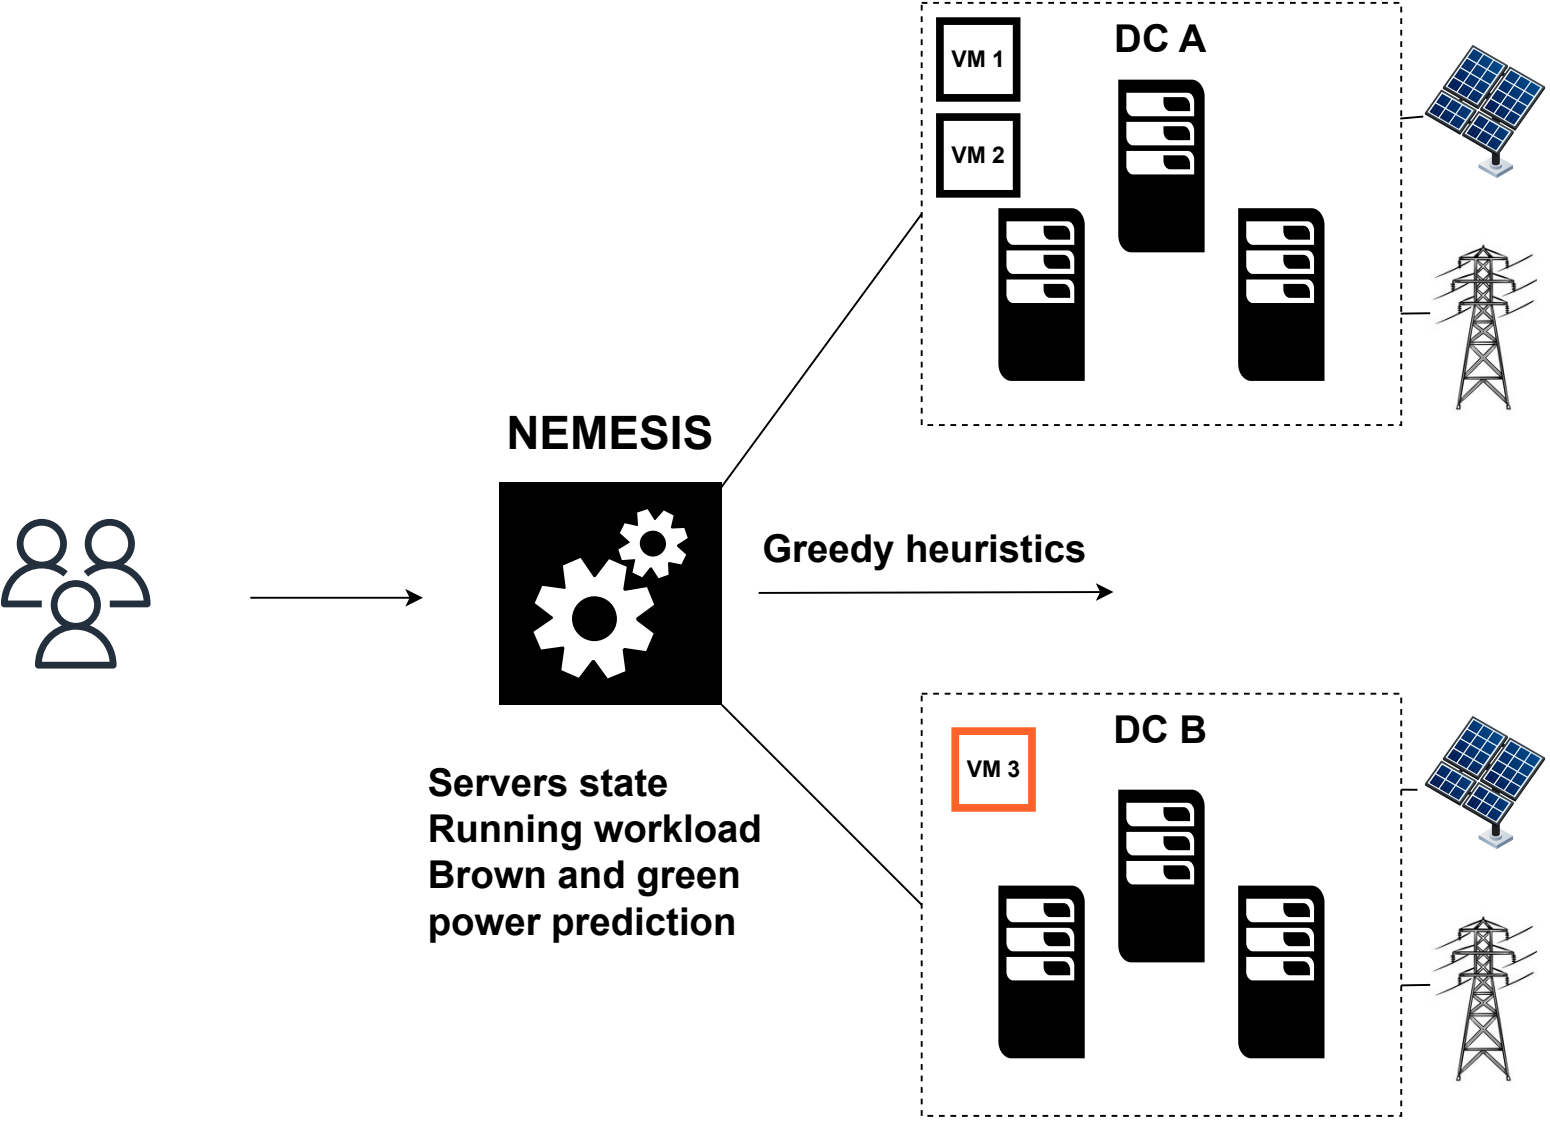 DC A
VM 1
VM 2
NEMESIS
Greedy heuristics
Servers state
Running workload
Brown and green
power prediction
DC B
VM 3